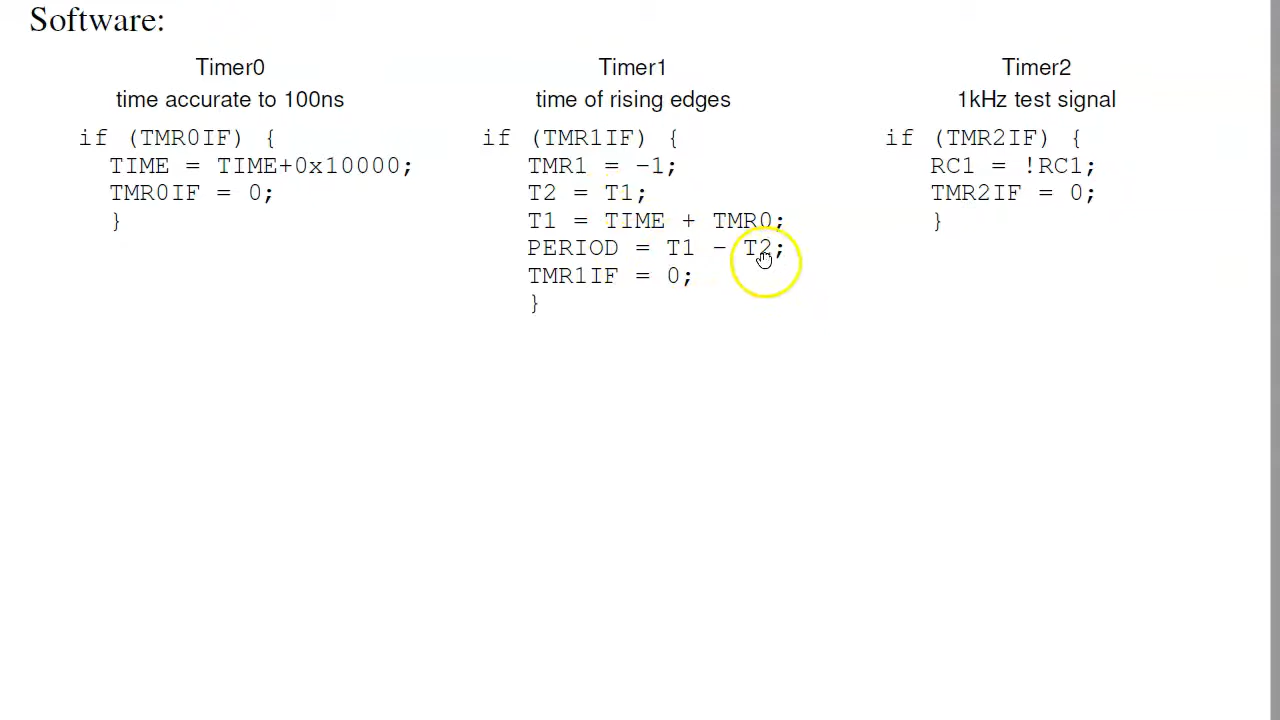 Software:
Timer0
time accurate to 100ns
if (TMR0IF) {
TIME = TIME+0x10000;
TMR0IF = 0;
}
Timer1
time of rising edges
if (TMR1IF) {
TMR1 = -1;
T2 = T1;
T1 = TIME + TMR0;
PERIOD = T1 - T2;
TMR1IF = 0;
}
Timer2
1kHz test signal
if (TMR2IF) {
RC1 = !RC1;
TMR2IF = 0;
}